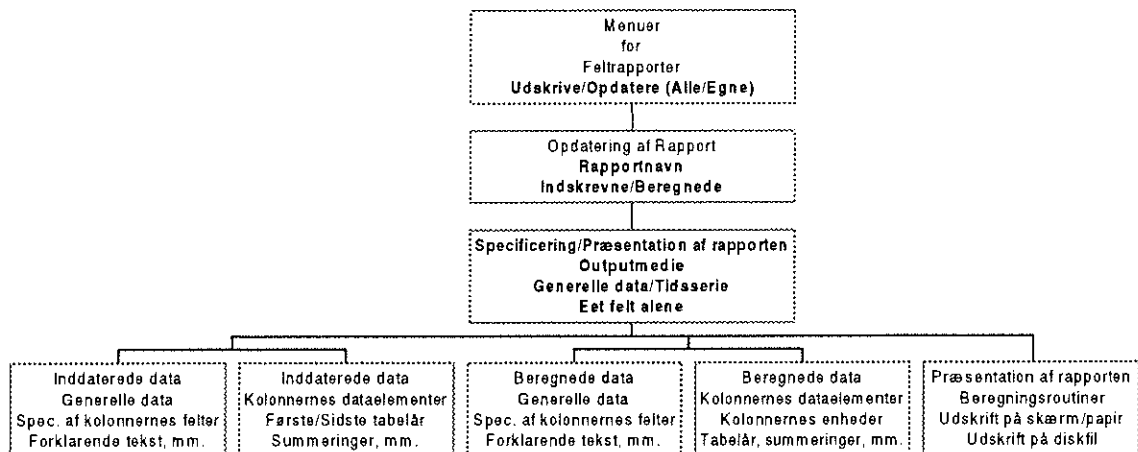 Menuer
for
Feltrapporter
Udskrive/Opdatere (Alle/Egne)
Opdatering af Rapport
Rapportnavn
Indskrevne/Beregnede
Specificering/Præsentation af rapporten
Outputmedie
Generelle data/Tidsserie
Eet felt alene
Inddaterede data
Generelle data
Spec. af kolonnernes felter
Forklarende tekst, mm.
Inddaterede data
Kolonnernes dataelementer
Første/Sidste tabelår
Summeringer, mm.
Beregnede data
Generelle data
Spec. af kolonnernes felter
Forklarende tekst, mm.
Beregnede data
Kolonnernes dataelementer
Kolonnernes enheder
Tabelår, summeringer, mm.
Præsentation af rapporten
Beregningsroutiner
Udskrift på skærm/papir
Udskrift på diskfil